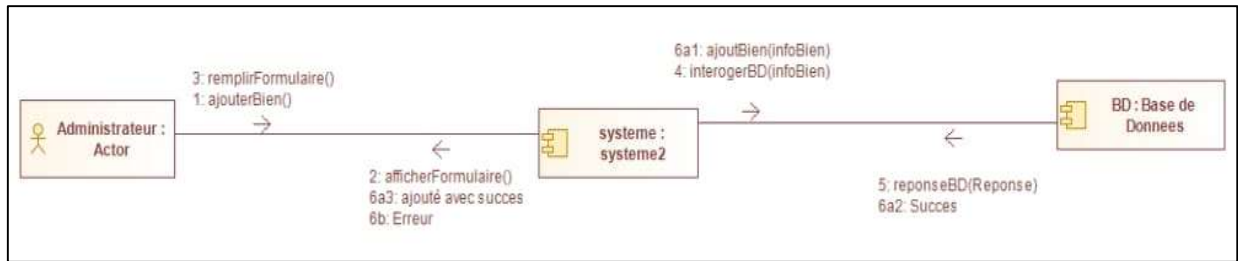 6a1: ajoutBien(infoBien)
4: interogerBD(infoBien)
3: remplirFormulaire()
1: ajouterBien()
Administrateur :
Actor
systeme :
systeme2
BD : Base de
Donnees
2: afficherFormulaire()
6a3: ajouté avec succes
6b: Erreur
5: reponseBD(Reponse)
6a2: Succes